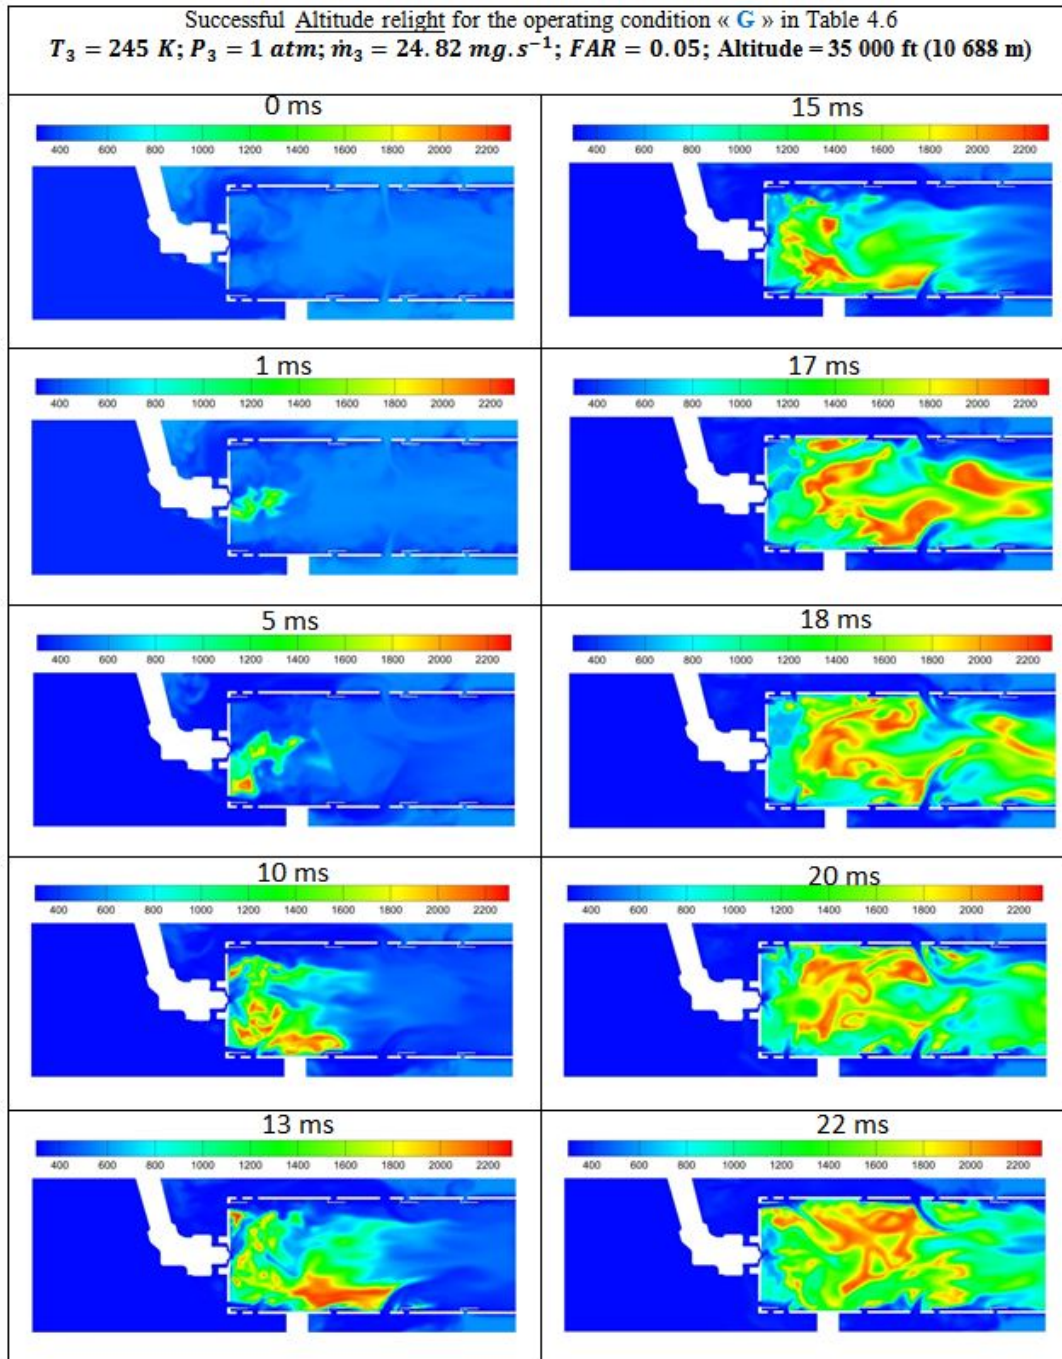 Successful Altitude relight for the operating condition « G » in Table 4.6
T₃ = 245 K; P₃ = 1 atm; ṁ₃ = 24.82 mg.s⁻¹; FAR = 0.05; Altitude = 35 000 ft (10 688 m)
0 ms
15 ms
400 600 800 1000 1200 1400 1600 1800 2000 2200
400 600 800 1000 1200 1400 1600 1800 2000 2200
1 ms
17 ms
400 600 800 1000 1200 1400 1600 1800 2000 2200
400 600 800 1000 1200 1400 1600 1800 2000 2200
5 ms
18 ms
400 600 800 1000 1200 1400 1600 1800 2000 2200
400 600 800 1000 1200 1400 1600 1800 2000 2200
10 ms
20 ms
400 600 800 1000 1200 1400 1600 1800 2000 2200
400 600 800 1000 1200 1400 1600 1800 2000 2200
13 ms
22 ms
400 600 800 1000 1200 1400 1600 1800 2000 2200
400 600 800 1000 1200 1400 1600 1800 2000 2200